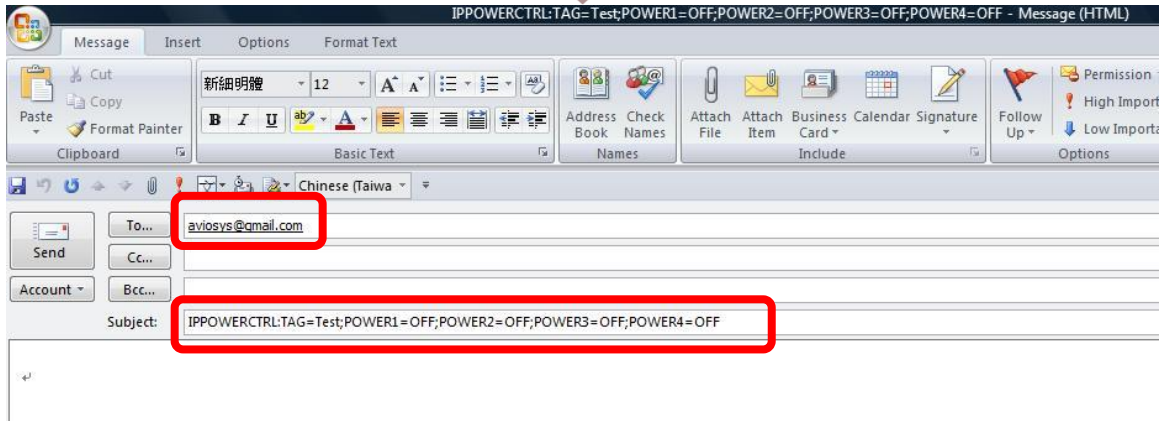 IPPOWERCTRL:TAG=Test;POWER1=OFF;POWER2=OFF;POWER3=OFF;POWER4=OFF - Message (HTML)
Message Insert Options Format Text
Cut
Copy
Paste
Format Painter
Clipboard
新細明體 12
B I U
Basic Text
Address Book
Check Names
Names
Attach File
Attach Item
Business Card
Calendar
Signature
Include
Follow Up
Permission
High Import
Low Importa
Options
Chinese (Taiwa
Send
To... aviosys@gmail.com
Cc...
Account
Bcc...
Subject: IPPOWERCTRL:TAG=Test;POWER1=OFF;POWER2=OFF;POWER3=OFF;POWER4=OFF